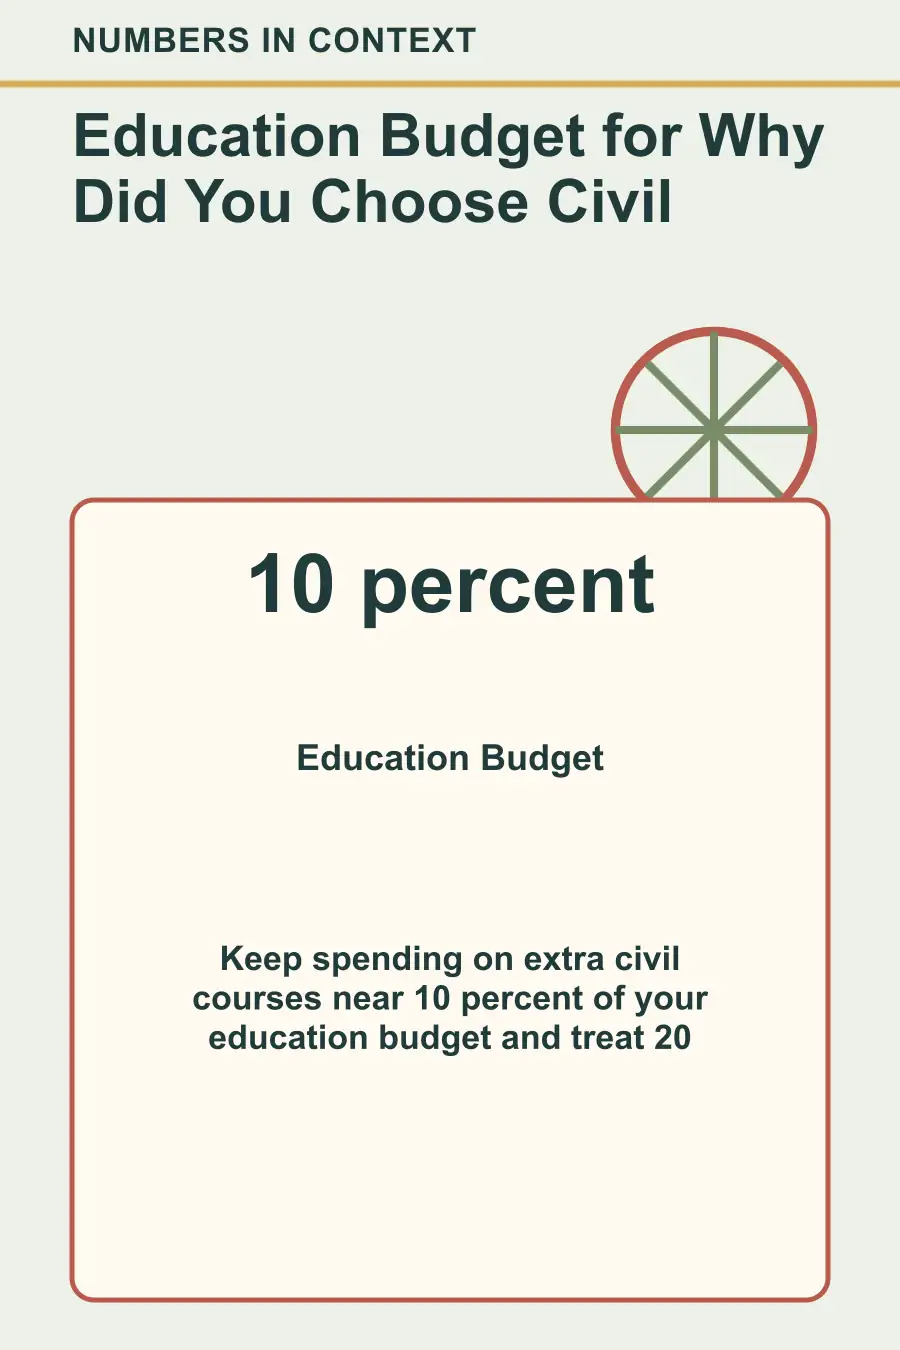 NUMBERS IN CONTEXT
Education Budget for Why
Did You Choose Civil
10 percent
Education Budget
Keep spending on extra civil
courses near 10 percent of your
education budget and treat 20